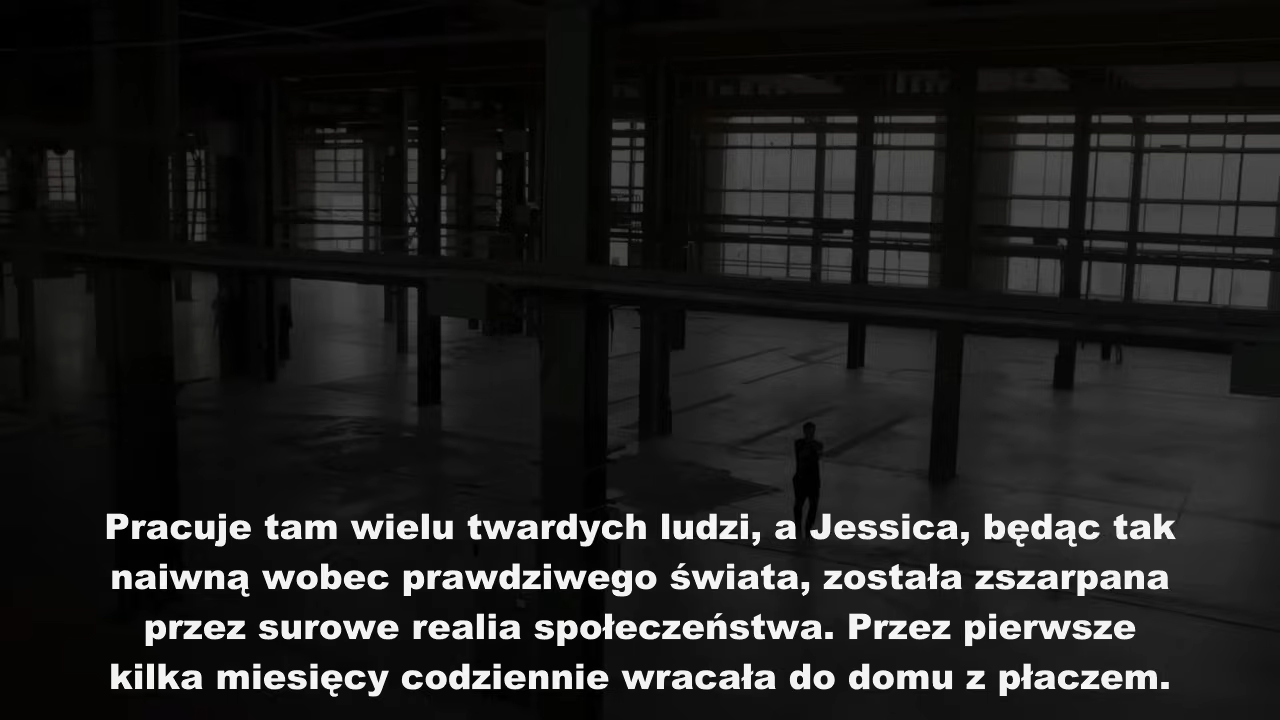 Pracuje tam wielu twardych ludzi, a Jessica, będąc tak
naiwną wobec prawdziwego świata, została zszarpana
przez surowe realia społeczeństwa. Przez pierwsze
kilka miesięcy codziennie wracała do domu z płaczem.